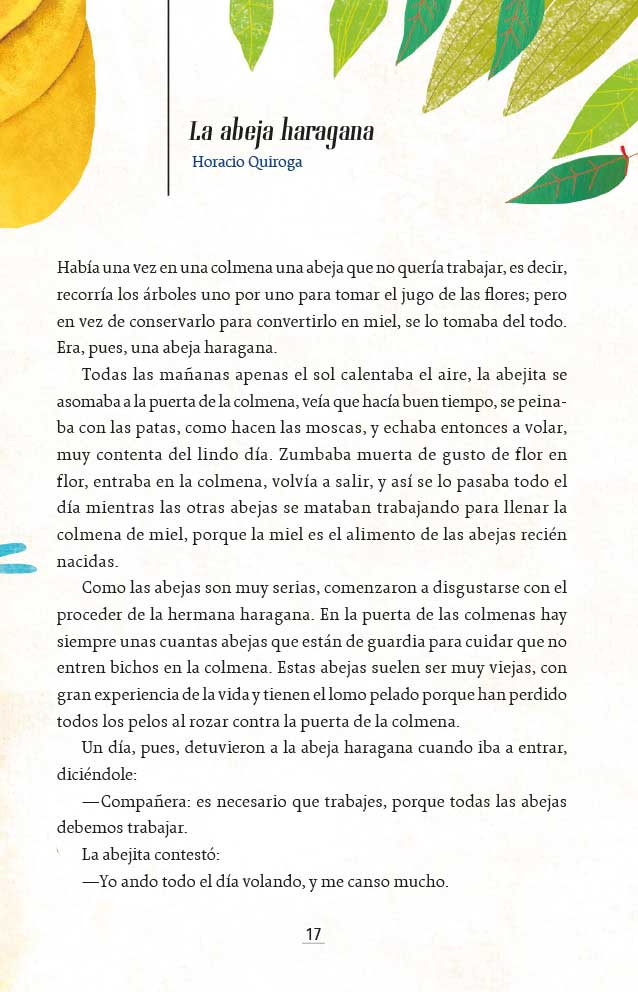 La abeja haragana
Horacio Quiroga
Había una vez en una colmena una abeja que no quería trabajar, es decir,
recorría los árboles uno por uno para tomar el jugo de las flores; pero
en vez de conservarlo para convertirlo en miel, se lo tomaba del todo.
Era, pues, una abeja haragana.
Todas las mañanas apenas el sol calentaba el aire, la abejita se
asomaba a la puerta de la colmena, veía que hacía buen tiempo, se peina-
ba con las patas, como hacen las moscas, y echaba entonces a volar,
muy contenta del lindo día. Zumbaba muerta de gusto de flor en
flor, entraba en la colmena, volvía a salir, y así se lo pasaba todo el
día mientras las otras abejas se mataban trabajando para llenar la
colmena de miel, porque la miel es el alimento de las abejas recién
nacidas.
Como las abejas son muy serias, comenzaron a disgustarse con el
proceder de la hermana haragana. En la puerta de las colmenas hay
siempre unas cuantas abejas que están de guardia para cuidar que no
entren bichos en la colmena. Estas abejas suelen ser muy viejas, con
gran experiencia de la vida y tienen el lomo pelado porque han perdido
todos los pelos al rozar contra la puerta de la colmena.
Un día, pues, detuvieron a la abeja haragana cuando iba a entrar,
diciéndole:
—Compañera: es necesario que trabajes, porque todas las abejas
debemos trabajar.
La abejita contestó:
—Yo ando todo el día volando, y me canso mucho.
17